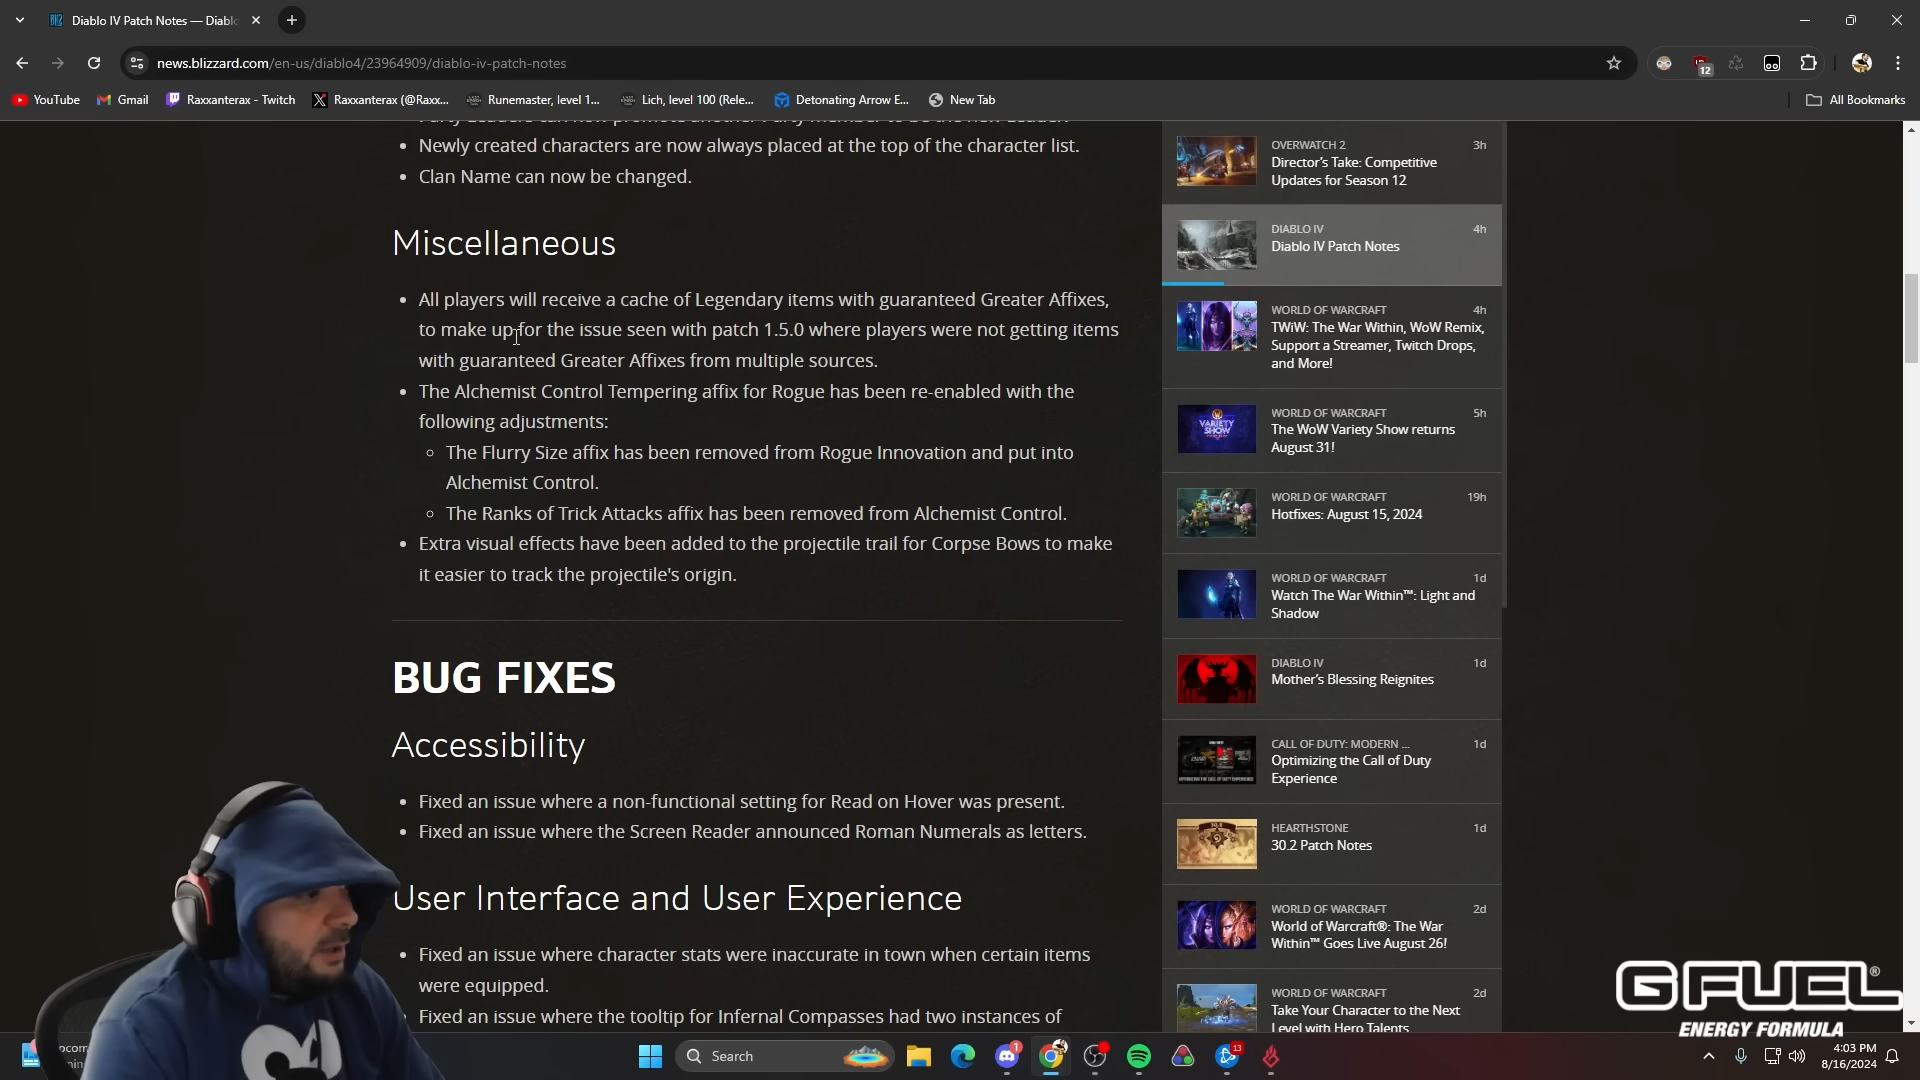 Diablo IV Patch Notes — Diablo
news.blizzard.com/en-us/diablo4/23964909/diablo-iv-patch-notes
12
YouTube
Gmail
Raxxanterax - Twitch
Raxxanterax (@Raxx...
Runemaster, level 1...
Lich, level 100 (Rele...
Detonating Arrow E...
New Tab
All Bookmarks
Party Leaders can now promote another Party Member to be the new Leader.
• Newly created characters are now always placed at the top of the character list.
• Clan Name can now be changed.
Miscellaneous
• All players will receive a cache of Legendary items with guaranteed Greater Affixes,
to make up for the issue seen with patch 1.5.0 where players were not getting items
with guaranteed Greater Affixes from multiple sources.
• The Alchemist Control Tempering affix for Rogue has been re-enabled with the
following adjustments:
◦ The Flurry Size affix has been removed from Rogue Innovation and put into
Alchemist Control.
◦ The Ranks of Trick Attacks affix has been removed from Alchemist Control.
• Extra visual effects have been added to the projectile trail for Corpse Bows to make
it easier to track the projectile's origin.
BUG FIXES
Accessibility
• Fixed an issue where a non-functional setting for Read on Hover was present.
• Fixed an issue where the Screen Reader announced Roman Numerals as letters.
User Interface and User Experience
• Fixed an issue where character stats were inaccurate in town when certain items
were equipped.
• Fixed an issue where the tooltip for Infernal Compasses had two instances of
OVERWATCH 2
3h
Director's Take: Competitive
Updates for Season 12
DIABLO IV
4h
Diablo IV Patch Notes
WORLD OF WARCRAFT
4h
TWiW: The War Within, WoW Remix,
Support a Streamer, Twitch Drops,
and More!
VARIETY
SHOW
WORLD OF WARCRAFT
5h
The WoW Variety Show returns
August 31!
WORLD OF WARCRAFT
19h
Hotfixes: August 15, 2024
WORLD OF WARCRAFT
1d
Watch The War Within™: Light and
Shadow
DIABLO IV
1d
Mother's Blessing Reignites
CALL OF DUTY: MODERN ...
1d
Optimizing the Call of Duty
Experience
HEARTHSTONE
1d
30.2 Patch Notes
WORLD OF WARCRAFT
2d
World of Warcraft®: The War
Within™ Goes Live August 26!
WORLD OF WARCRAFT
2d
Take Your Character to the Next
Level with Hero Talents
G FUEL®
ENERGY FORMULA
Search
1
13
4:03 PM
8/16/2024